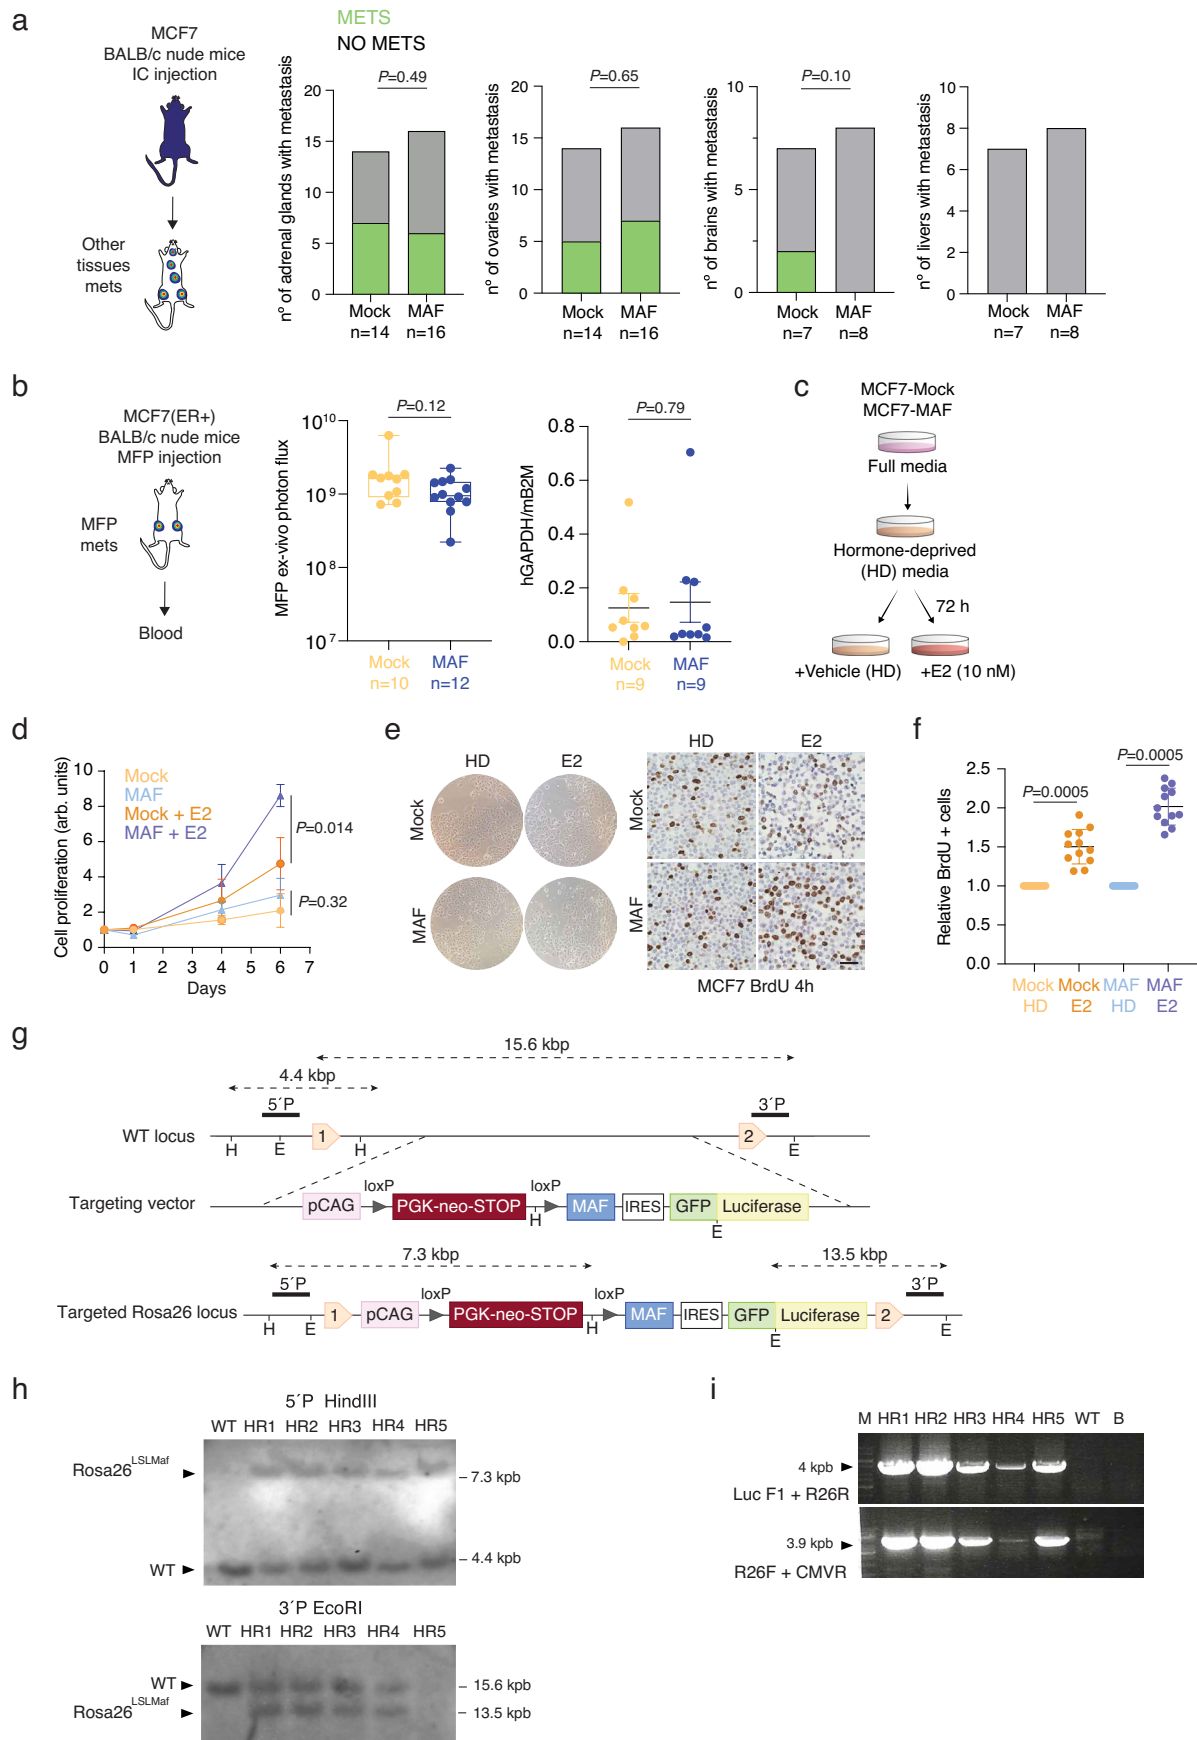 a
MCF7
BALB/c nude mice
IC injection
Other
tissues
mets
METS
NO METS
nº of adrenal glands with metastasis
20
15
10
5
0
P=0.49
Mock
n=14
MAF
n=16
nº of ovaries with metastasis
20
15
10
5
0
P=0.65
Mock
n=14
MAF
n=16
nº of brains with metastasis
10
5
0
P=0.10
Mock
n=7
MAF
n=8
nº of livers with metastasis
10
8
6
4
2
0
Mock
n=7
MAF
n=8
b
MCF7(ER+)
BALB/c nude mice
MFP injection
MFP
mets
Blood
MFP ex-vivo photon flux
10^10
10^9
10^8
10^7
P=0.12
Mock
n=10
MAF
n=12
hGAPDH/mB2M
0.8
0.6
0.4
0.2
0.0
P=0.79
Mock
n=9
MAF
n=9
c
MCF7-Mock
MCF7-MAF
Full media
Hormone-deprived
(HD) media
72 h
+Vehicle (HD)
+E2 (10 nM)
d
Cell proliferation (arb. units)
10
8
6
4
2
0
Mock
MAF
Mock + E2
MAF + E2
P=0.014
P=0.32
0 1 2 3 4 5 6 7
Days
e
HD E2
Mock
MAF
HD E2
Mock
MAF
MCF7 BrdU 4h
f
Relative BrdU + cells
2.5
2.0
1.5
1.0
0.5
0.0
P=0.0005
P=0.0005
Mock Mock MAF MAF
HD E2 HD E2
g
15.6 kbp
4.4 kbp
5´P
3´P
WT locus
1
2
H E H E
Targeting vector
pCAG
loxP
PGK-neo-STOP
loxP
H
MAF
IRES
GFP
Luciferase
E
7.3 kbp
13.5 kbp
5´P
3´P
Targeted Rosa26 locus
H E
1
pCAG
loxP
PGK-neo-STOP
loxP
H
MAF
IRES
GFP
Luciferase
E
2
E
h
5´P HindIII
WT HR1 HR2 HR3 HR4 HR5
Rosa26^LSLMaf
7.3 kpb
WT
4.4 kpb
3´P EcoRI
WT HR1 HR2 HR3 HR4 HR5
WT
15.6 kpb
Rosa26^LSLMaf
13.5 kpb
i
M HR1 HR2 HR3 HR4 HR5 WT B
4 kpb
Luc F1 + R26R
3.9 kpb
R26F + CMVR